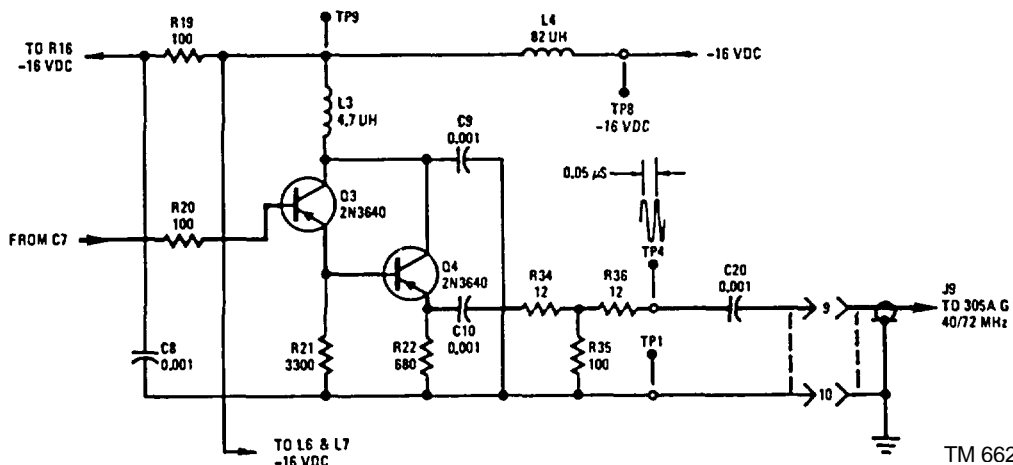 TP9
R19
100
L4
82 UH
TO R16
-16 VDC
-16 VDC
L3
4.7 UH
TP8
-16 VDC
C9
0.001
0.05 µS
R20
100
Q3
2N3640
FROM C7
Q4
2N3640
TP4
R34
12
R36
12
C20
0.001
J9
TO 305A G
40/72 MHz
9
C10
0.001
C8
0.001
R21
3300
R22
680
R35
100
TP1
10
TO L6 & L7
-16 VDC
TM 662